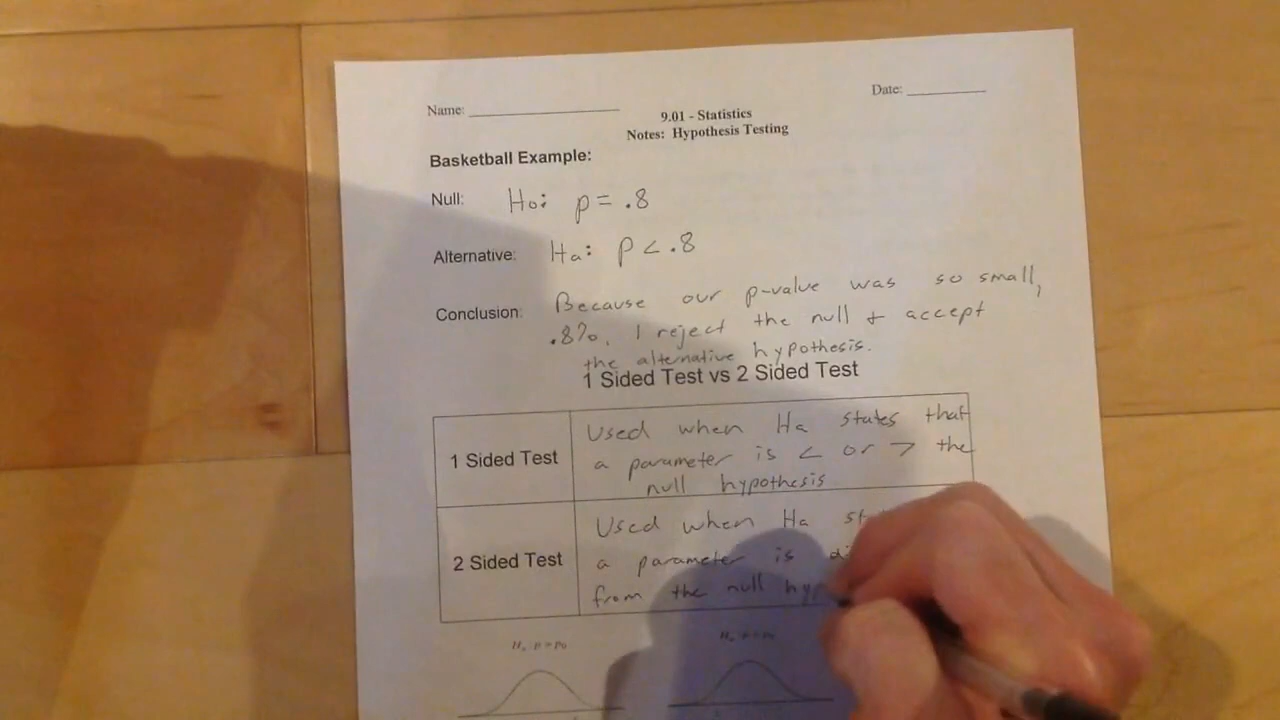 Name: ____________ Date: ________
9.01 - Statistics
Notes: Hypothesis Testing
Basketball Example:
Null: Ho: p = .8
Alternative: Ha: p < .8
Conclusion: Because our p-value was so small,
.8%, I reject the null + accept
the alternative hypothesis.
1 Sided Test vs 2 Sided Test
Used when Ha states that
1 Sided Test a parameter is < or > the
null hypothesis
Used when Ha
2 Sided Test a parameter is
from the null